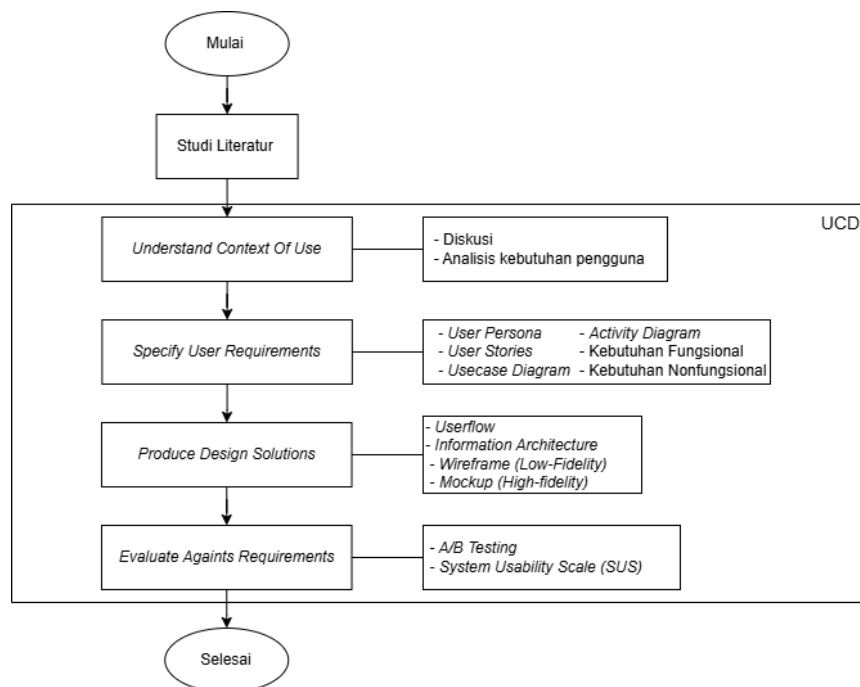 Mulai
Studi Literatur
UCD
Understand Context Of Use
- Diskusi
- Analisis kebutuhan pengguna
Specify User Requirements
- User Persona - Activity Diagram
- User Stories - Kebutuhan Fungsional
- Usecase Diagram - Kebutuhan Nonfungsional
Produce Design Solutions
- Userflow
- Information Architecture
- Wireframe (Low-Fidelity)
- Mockup (High-fidelity)
Evaluate Againts Requirements
- A/B Testing
- System Usability Scale (SUS)
Selesai